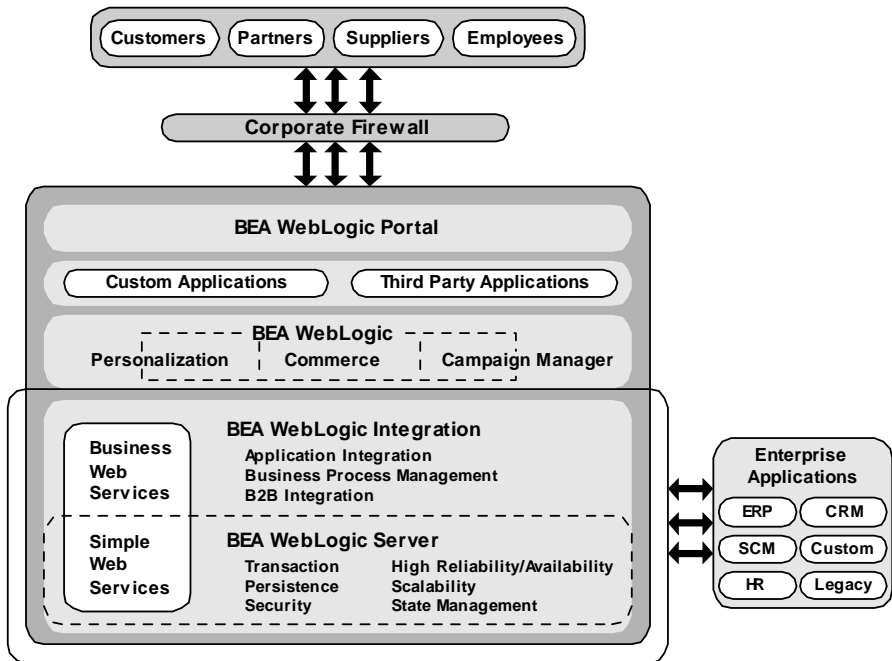 Customers
Partners
Suppliers
Employees
Corporate Firewall
BEA WebLogic Portal
Custom Applications
Third Party Applications
BEA WebLogic
Personalization
Commerce
Campaign Manager
Business
Web
Services
BEA WebLogic Integration
Application Integration
Business Process Management
B2B Integration
Simple
Web
Services
BEA WebLogic Server
Transaction
High Reliability/Availability
Persistence
Scalability
Security
State Management
Enterprise
Applications
ERP
CRM
SCM
Custom
HR
Legacy